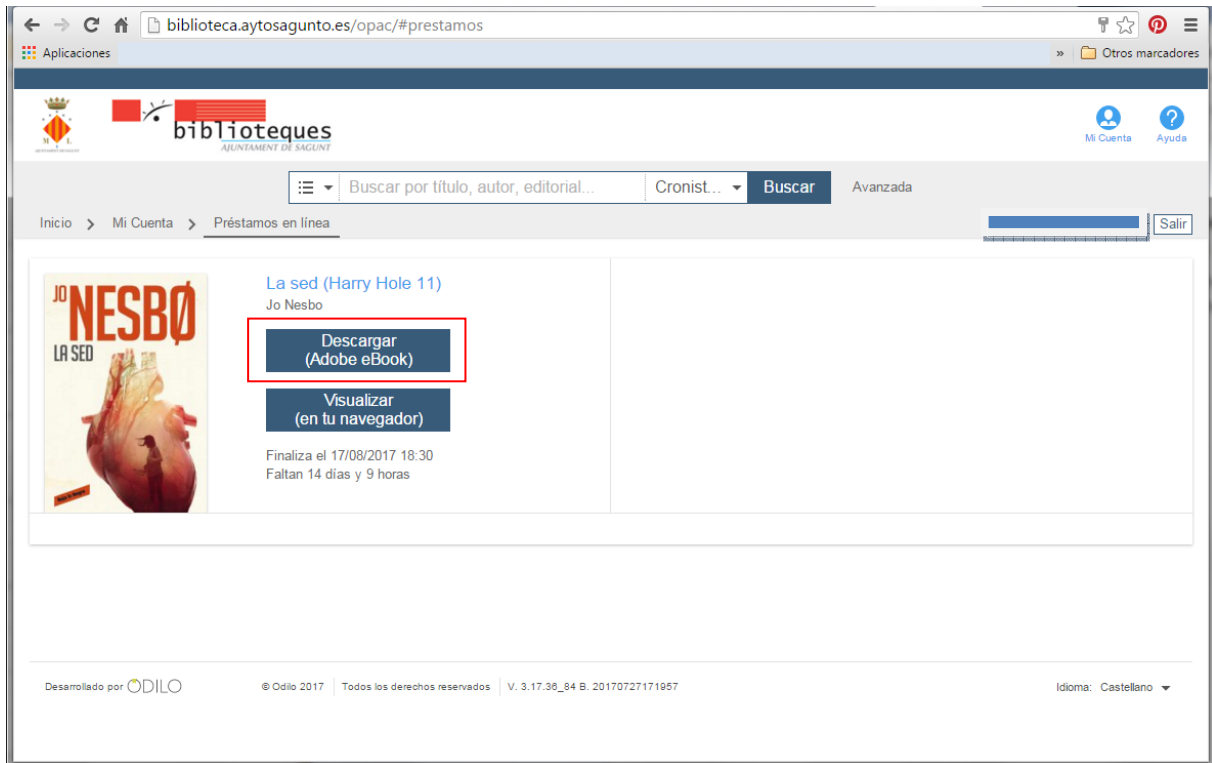 biblioteca.aytosagunto.es/opac/#prestamos
Aplicaciones
» Otros marcadores
M L
biblioteques
AJUNTAMENT DE SAGUNT
Mi Cuenta Ayuda
Buscar por título, autor, editorial... Cronist... Buscar Avanzada
Inicio > Mi Cuenta > Préstamos en línea
Salir
JO
NESBØ
LA SED
La sed (Harry Hole 11)
Jo Nesbo
Descargar
(Adobe eBook)
Visualizar
(en tu navegador)
Finaliza el 17/08/2017 18:30
Faltan 14 días y 9 horas
Desarrollado por ODILO © Odilo 2017 Todos los derechos reservados V. 3.17.36_84 B. 20170727171957 Idioma: Castellano